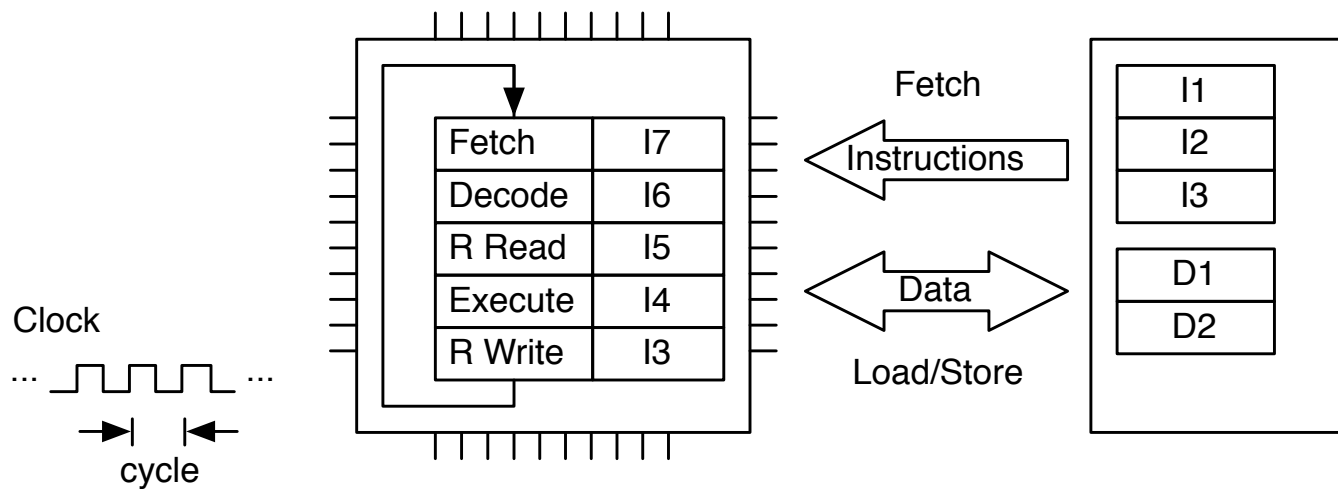 Clock
... ...
cycle
Fetch I7
Decode I6
R Read I5
Execute I4
R Write I3
Fetch
Instructions
Data
Load/Store
I1
I2
I3
D1
D2